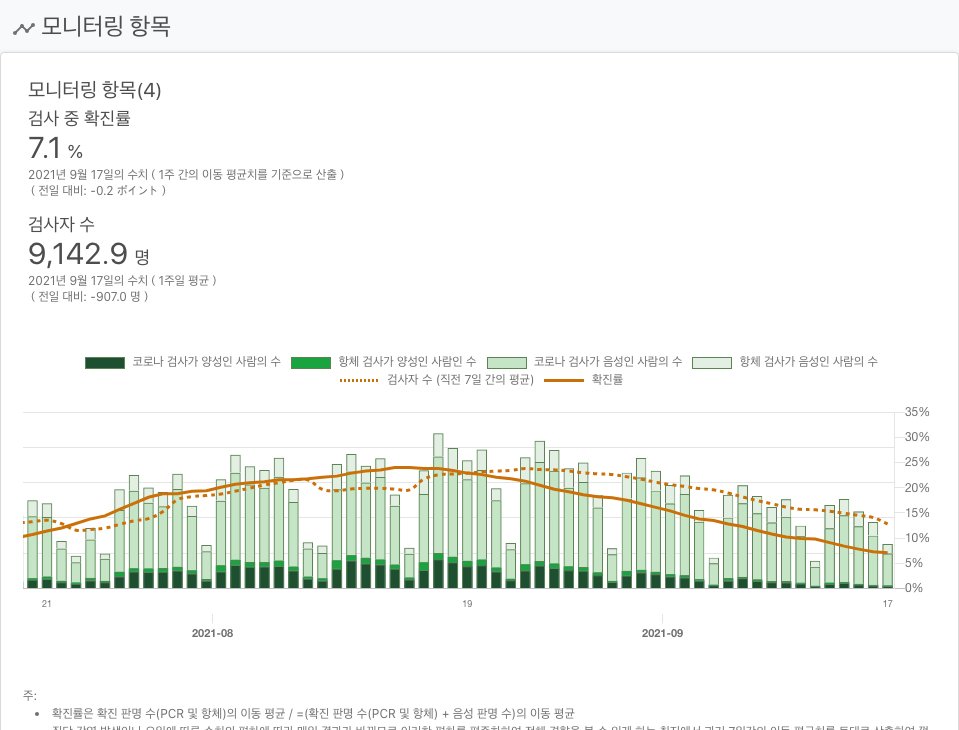 모니터링 항목
모니터링 항목(4)
검사 중 확진률
7.1 %
2021년 9월 17일의 수치 ( 1주 간의 이동 평균치를 기준으로 산출 )
( 전일 대비: -0.2 ポイント )
검사자 수
9,142.9 명
2021년 9월 17일의 수치 ( 1주일 평균 )
( 전일 대비: -907.0 명 )
코로나 검사가 양성인 사람의 수 항체 검사가 양성인 사람인 수 코로나 검사가 음성인 사람의 수 항체 검사가 음성인 사람의 수
검사자 수 (직전 7일 간의 평균) 확진률
35%
30%
25%
20%
15%
10%
5%
0%
21 19 17
2021-08 2021-09
주:
• 확진률은 확진 판명 수(PCR 및 항체)의 이동 평균 / =(확진 판명 수(PCR 및 항체) + 음성 판명 수)의 이동 평균